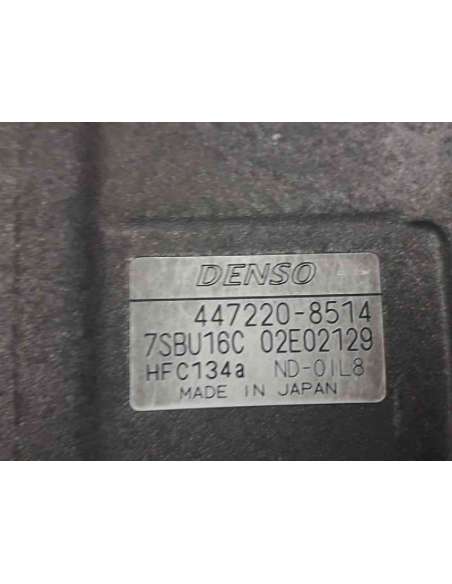 DENSO
447220-8514
7SBU16C 02E02129
HFC134a ND-OIL8
MADE IN JAPAN